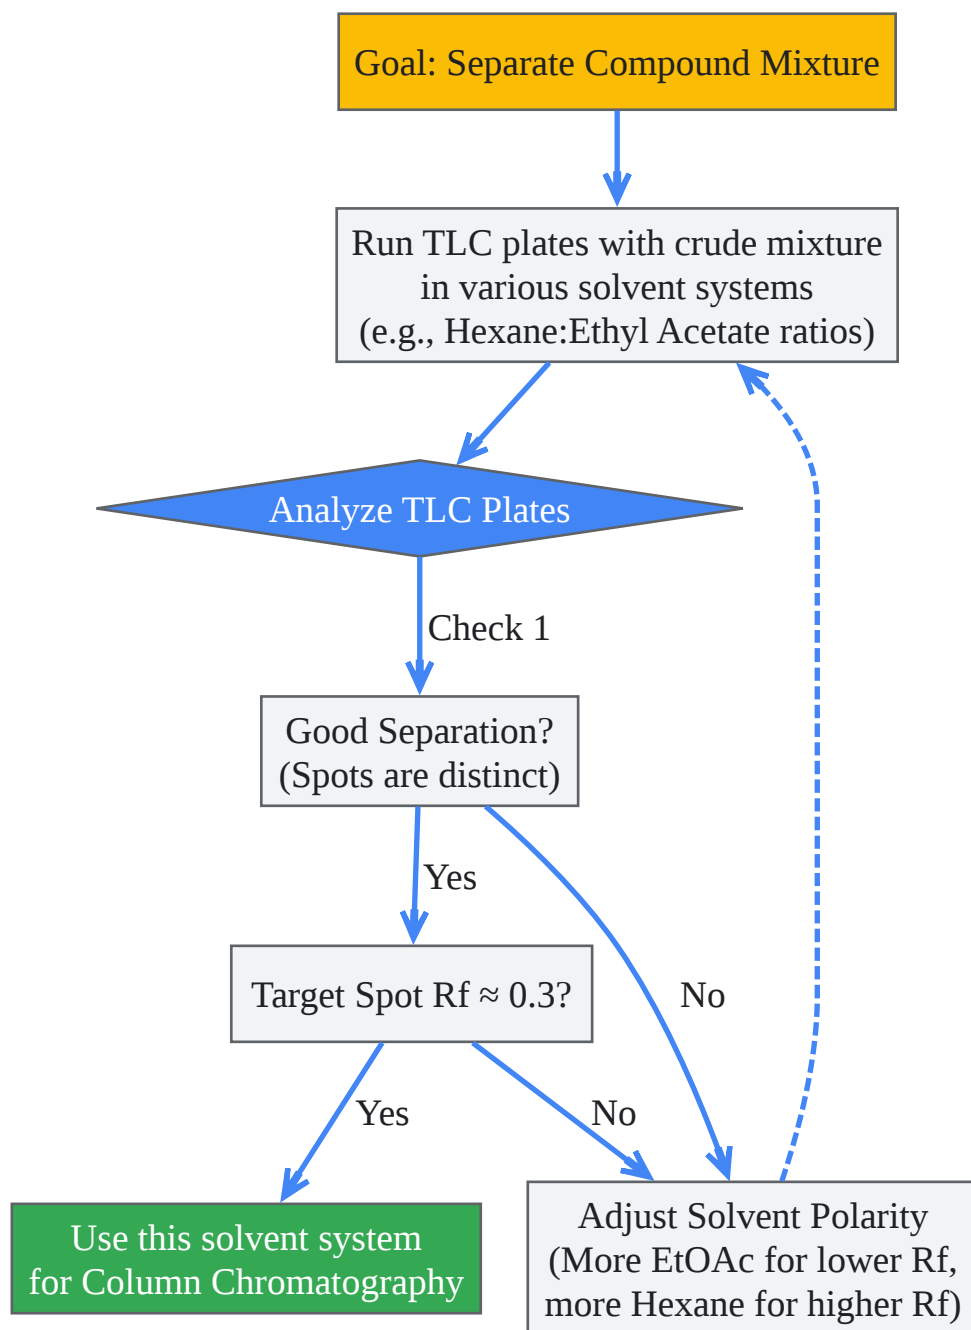 Goal: Separate Compound Mixture
Run TLC plates with crude mixture
in various solvent systems
(e.g., Hexane:Ethyl Acetate ratios)
Analyze TLC Plates
Check 1
Good Separation?
(Spots are distinct)
Yes
No
Target Spot Rf ≈ 0.3?
Yes
No
Use this solvent system
for Column Chromatography
Adjust Solvent Polarity
(More EtOAc for lower Rf,
more Hexane for higher Rf)